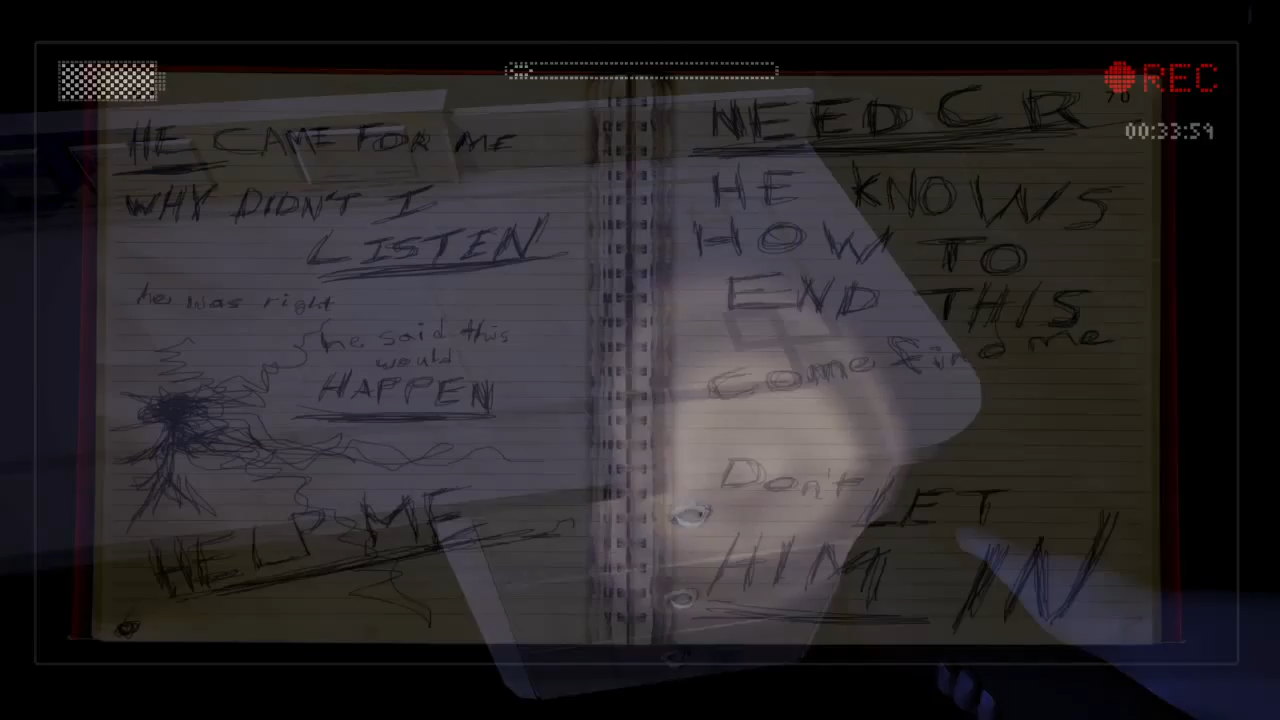 REC
70
00:33:59
HE CAME FOR ME
WHY DIDN'T I
LISTEN
he was right
he said this
would
HAPPEN
HELP ME
NEED C R
HE KNOWS
HOW TO
END THIS
Come find me
Don't LET
HIM IN